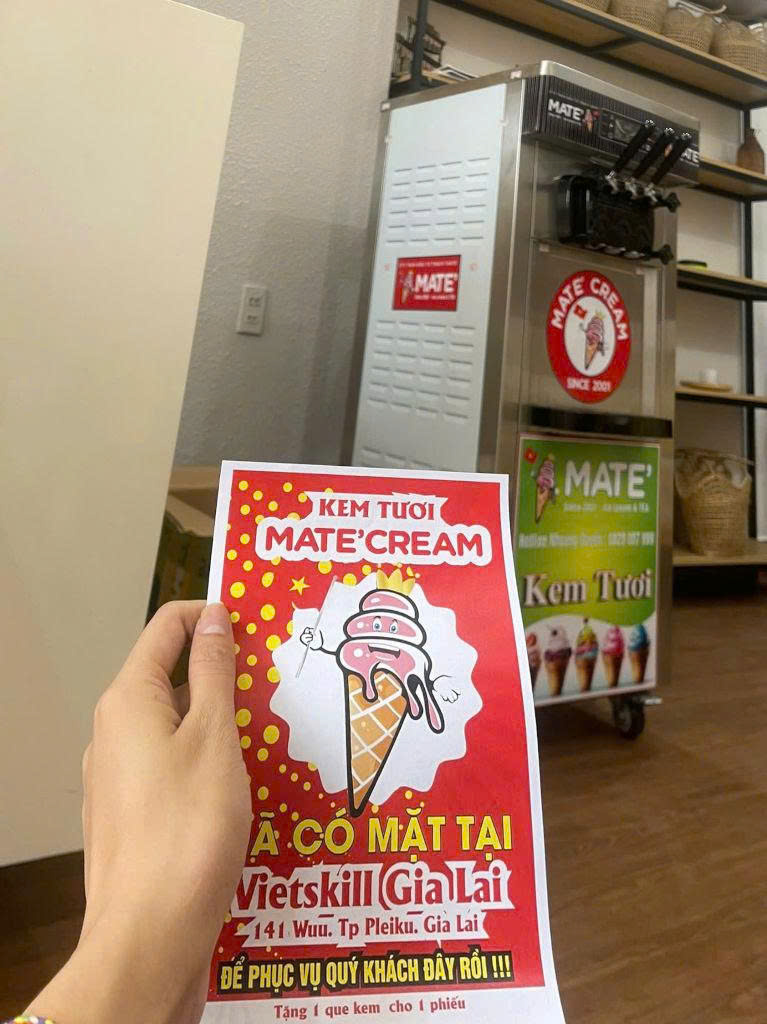 MATE'
MATE'
MATE' CREAM
SINCE 2001
MATE'
Kem Tươi
KEM TƯƠI
MATE'CREAM
Ã CÓ MẶT TẠI
Vietskill Gia Lai
141 Wuu. Tp Pleiku. Gia Lai
ĐỂ PHỤC VỤ QUÝ KHÁCH ĐÂY RỒI !!!
Tặng 1 que kem cho 1 phiếu